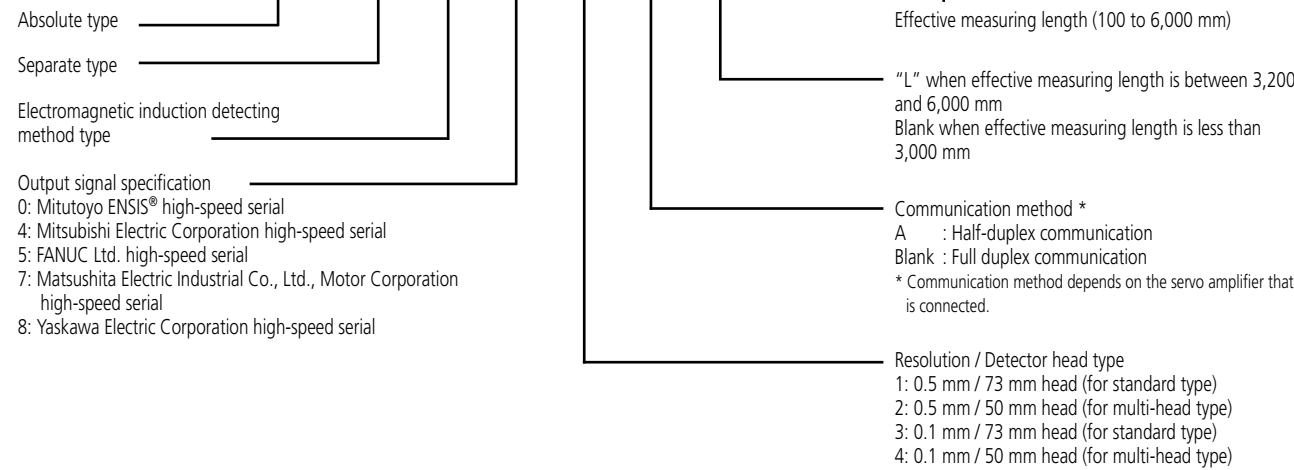 Absolute type
Separate type
Electromagnetic induction detecting
method type
Output signal specification
0: Mitutoyo ENSIS® high-speed serial
4: Mitsubishi Electric Corporation high-speed serial
5: FANUC Ltd. high-speed serial
7: Matsushita Electric Industrial Co., Ltd., Motor Corporation
high-speed serial
8: Yaskawa Electric Corporation high-speed serial
Effective measuring length (100 to 6,000 mm)
“L” when effective measuring length is between 3,200
and 6,000 mm
Blank when effective measuring length is less than
3,000 mm
Communication method *
A : Half-duplex communication
Blank : Full duplex communication
* Communication method depends on the servo amplifier that
is connected.
Resolution / Detector head type
1: 0.5 mm / 73 mm head (for standard type)
2: 0.5 mm / 50 mm head (for multi-head type)
3: 0.1 mm / 73 mm head (for standard type)
4: 0.1 mm / 50 mm head (for multi-head type)